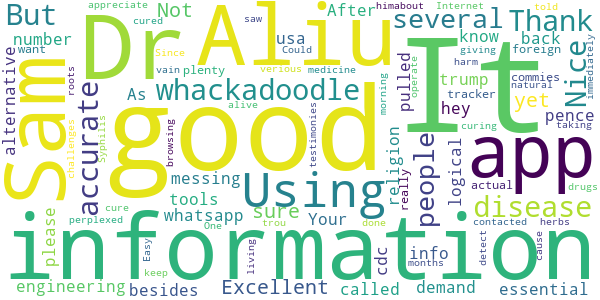 himabout Internet told
But Dr Aliu several Thank
appreciate cured After saw
Not usa Could want Since
number vain plenty As
alternative back know giving foreign harm
pulled trump commies operate
Nice medicine immediately
whackadoodle yet pence taking
Sam good It app
accurate roots various
tracker natural morning
hey alive curing
Syphilis challenges browsing testimonies
religion really people logical actual drugs
messing Using disease
tools sure whatsapp Your
please cure perplexed One trou
info cdc months contacted herbs
information
Easy living done detect cause
engineering besides keep
Excellent called demand essential